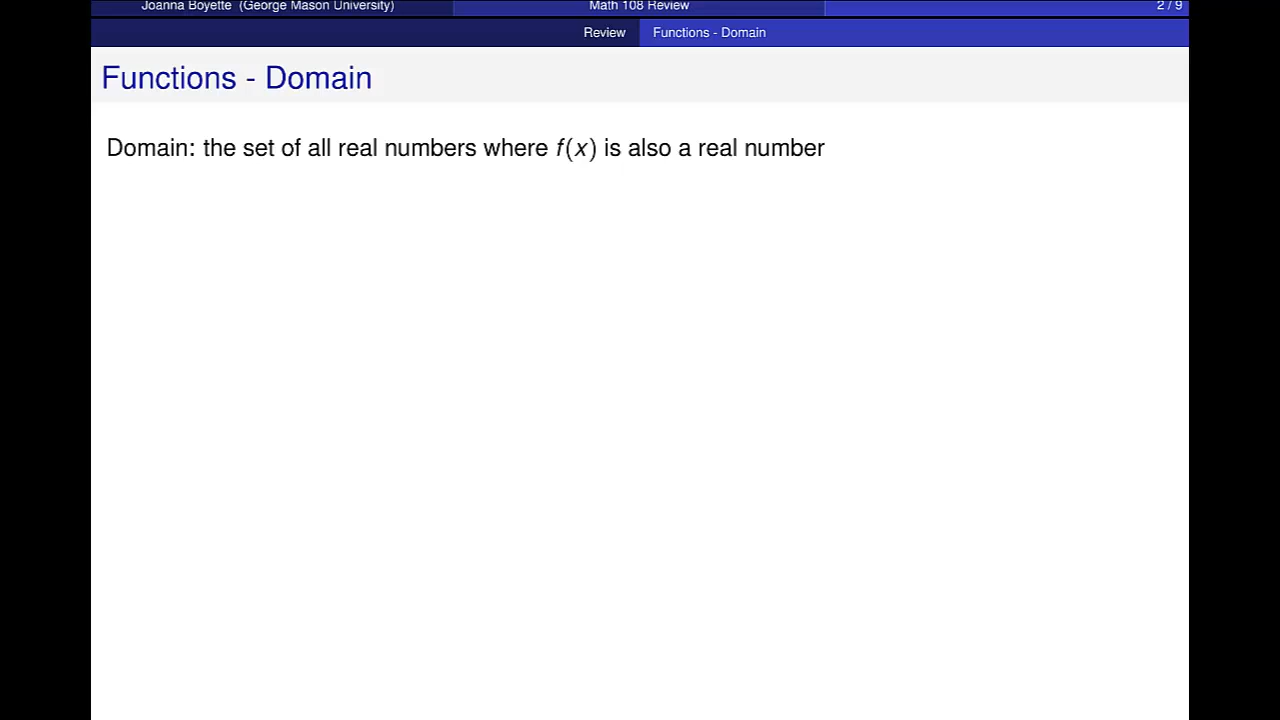 Joanna Boyette (George Mason University) Math 108 Review 2 / 9
Review Functions - Domain
Functions - Domain
Domain: the set of all real numbers where f(x) is also a real number